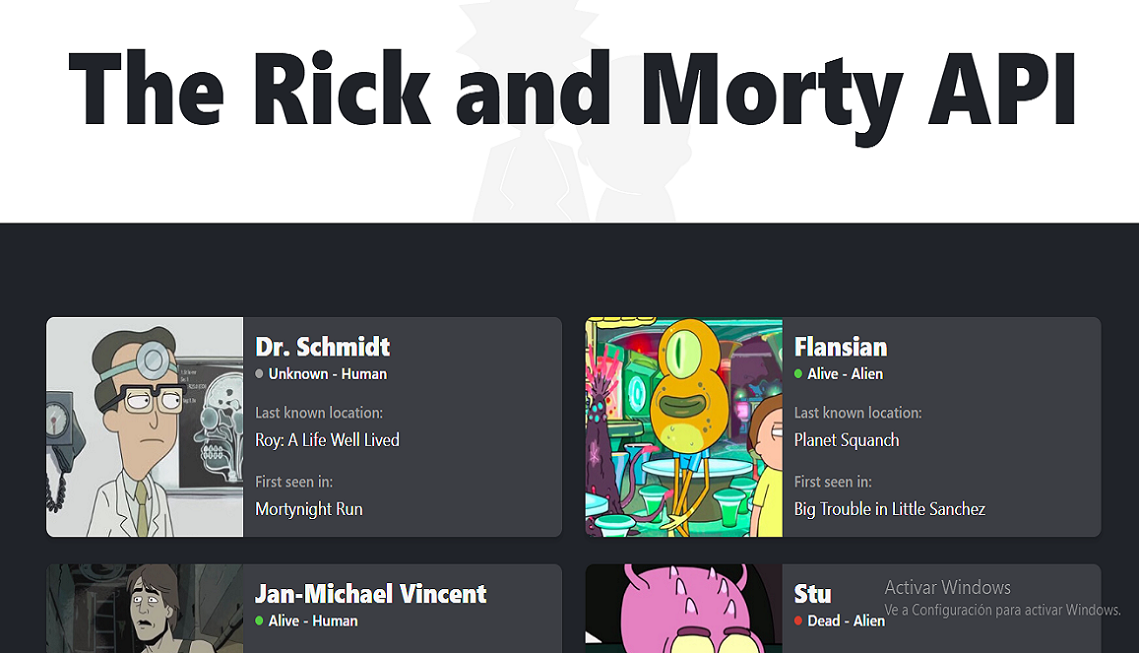 The Rick and Morty API
Dr. Schmidt
Unknown - Human
Last known location:
Roy: A Life Well Lived
First seen in:
Mortynight Run
Flansian
Alive - Alien
Last known location:
Planet Squanch
First seen in:
Big Trouble in Little Sanchez
Jan-Michael Vincent
Alive - Human
Stu
Dead - Alien
Activar Windows
Ve a Configuración para activar Windows.